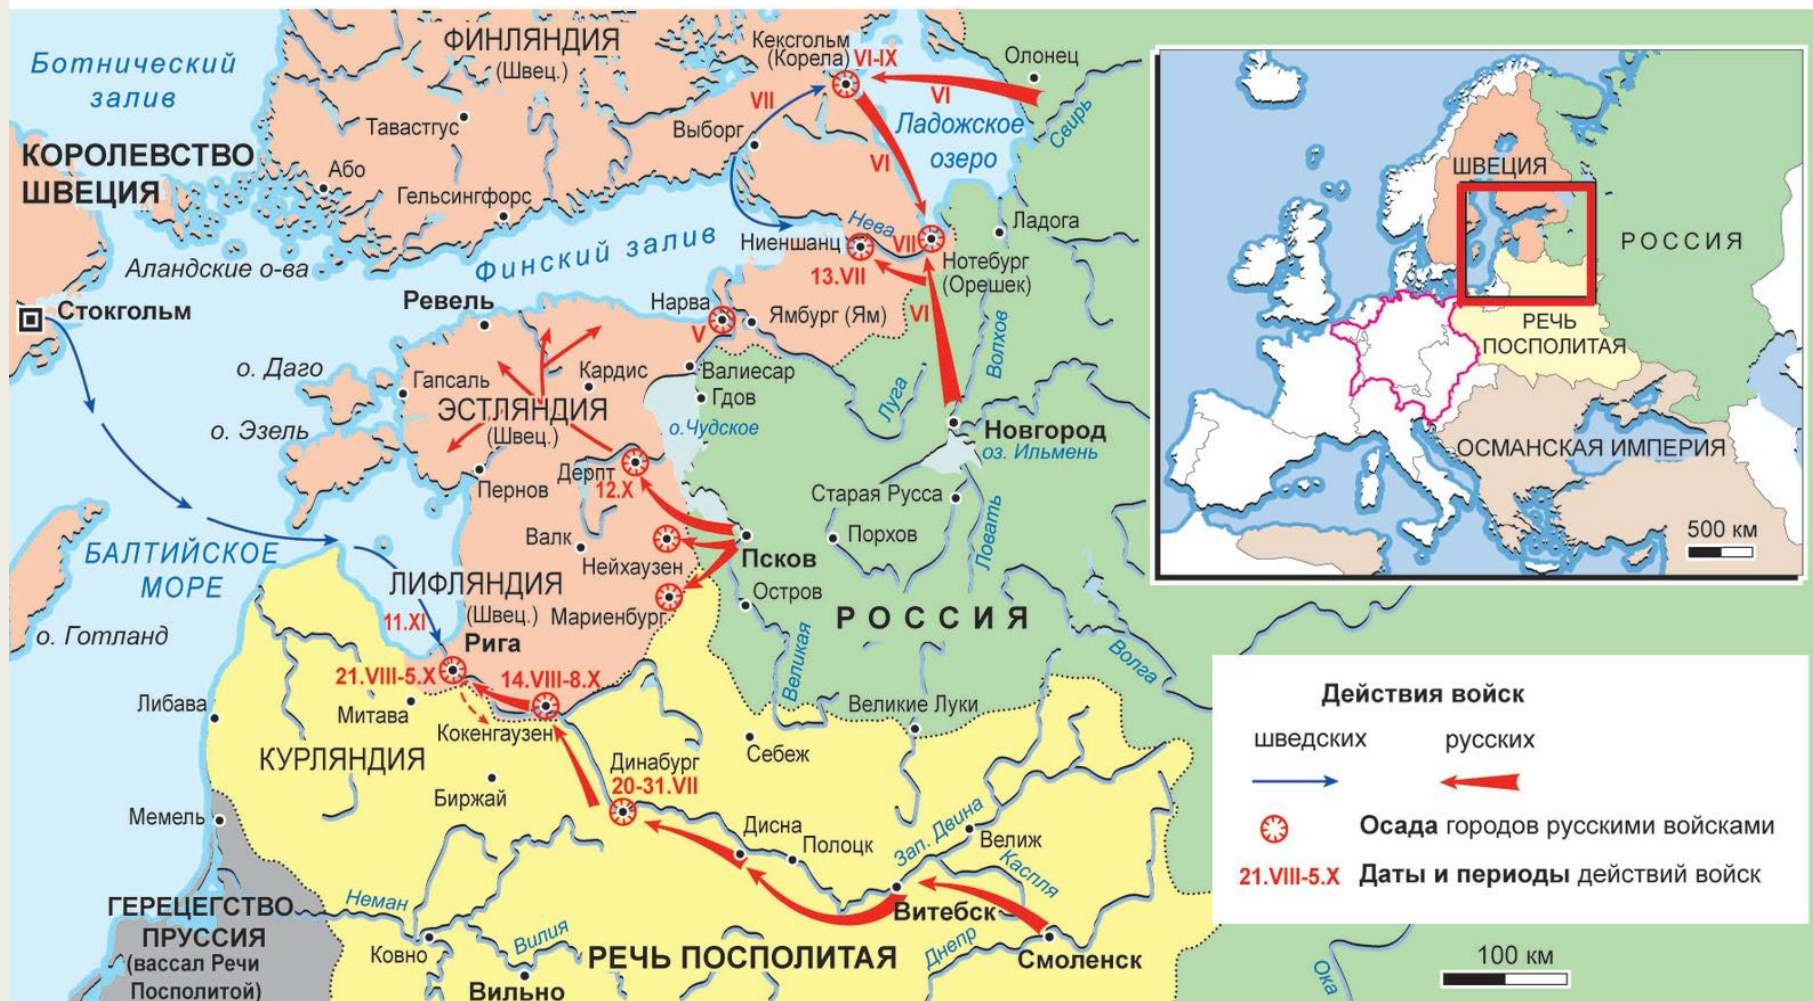 Ботнический
залив
КОРОЛЕВСТВО
ШВЕЦИЯ
ФИНЛЯНДИЯ
(Швец.)
Тавастгус
Або
Гельсингфорс
Аландские о-ва
Финский залив
Стокгольм
Кексгольм
(Корела)
VI-IX
Олонец
VI
VII
Выборг
Ладожское
озеро
Свирь
VI
Нева
Ниеншанц
VII
13.VII
Нотебург
(Орешек)
VI
Ладога
Волхов
Ревель
Нарва
V
Ямбург (Ям)
о. Даго
Гапсаль
Кардис
Валиесар
Гдов
ЭСТЛЯНДИЯ
(Швец.)
о. Эзель
о.Чудское
Луга
Новгород
оз. Ильмень
Дерпт
12.X
Пернов
Старая Русса
Порхов
Ловать
Валк
Нейхаузен
Псков
БАЛТИЙСКОЕ
МОРЕ
ЛИФЛЯНДИЯ
(Швец.)
Мариенбург
Остров
РОССИЯ
11.XI
Рига
о. Готланд
Великая
Волга
21.VIII-5.X
14.VIII-8.X
Либава
Митава
Кокенгаузен
Великие Луки
Себеж
КУРЛЯНДИЯ
Динабург
20-31.VII
Биржай
Мемель
Дисна
Полоцк
Зап. Двина
Велиж
Каспля
ГЕРЕЦЕГСТВО
ПРУССИЯ
(вассал Речи
Посполитой)
Неман
Ковно
Вилия
Вильно
РЕЧЬ ПОСПОЛИТАЯ
Витебск
Днепр
Смоленск
Ока
ШВЕЦИЯ
РОССИЯ
РЕЧЬ
ПОСПОЛИТАЯ
ОСМАНСКАЯ ИМПЕРИЯ
500 км
Действия войск
шведских русских
Осада городов русскими войсками
21.VIII-5.X Даты и периоды действий войск
100 км